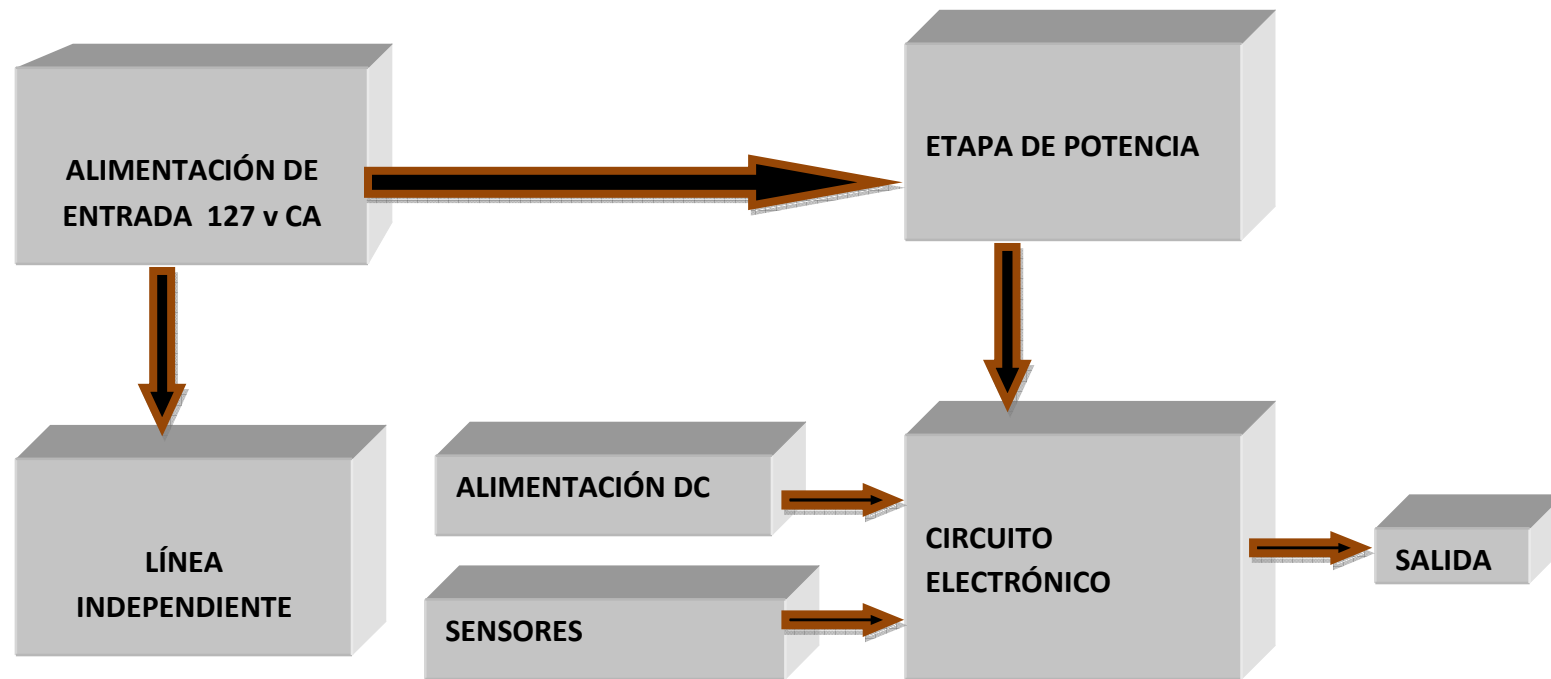 ALIMENTACIÓN DE
ENTRADA  127 v CA
ETAPA DE POTENCIA
LÍNEA
INDEPENDIENTE
ALIMENTACIÓN DC
SENSORES
CIRCUITO
ELECTRÓNICO
SALIDA